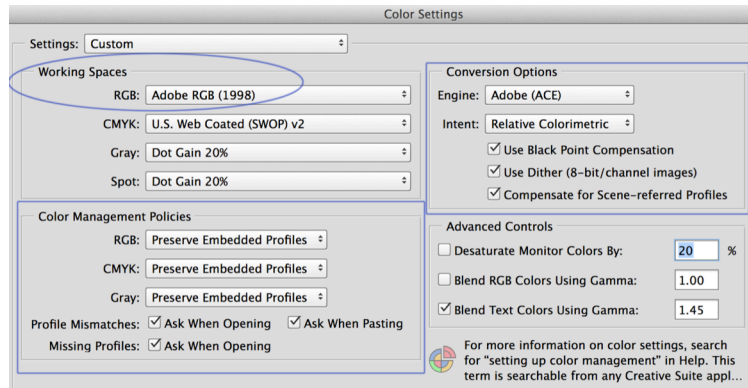 Color Settings
Settings: Custom
Working Spaces
RGB: Adobe RGB (1998)
CMYK: U.S. Web Coated (SWOP) v2
Gray: Dot Gain 20%
Spot: Dot Gain 20%
Color Management Policies
RGB: Preserve Embedded Profiles
CMYK: Preserve Embedded Profiles
Gray: Preserve Embedded Profiles
Profile Mismatches: Ask When Opening Ask When Pasting
Missing Profiles: Ask When Opening
Conversion Options
Engine: Adobe (ACE)
Intent: Relative Colorimetric
Use Black Point Compensation
Use Dither (8-bit/channel images)
Compensate for Scene-referred Profiles
Advanced Controls
Desaturate Monitor Colors By: 20 %
Blend RGB Colors Using Gamma: 1.00
Blend Text Colors Using Gamma: 1.45
For more information on color settings, search
for “setting up color management” in Help. This
term is searchable from any Creative Suite appl...